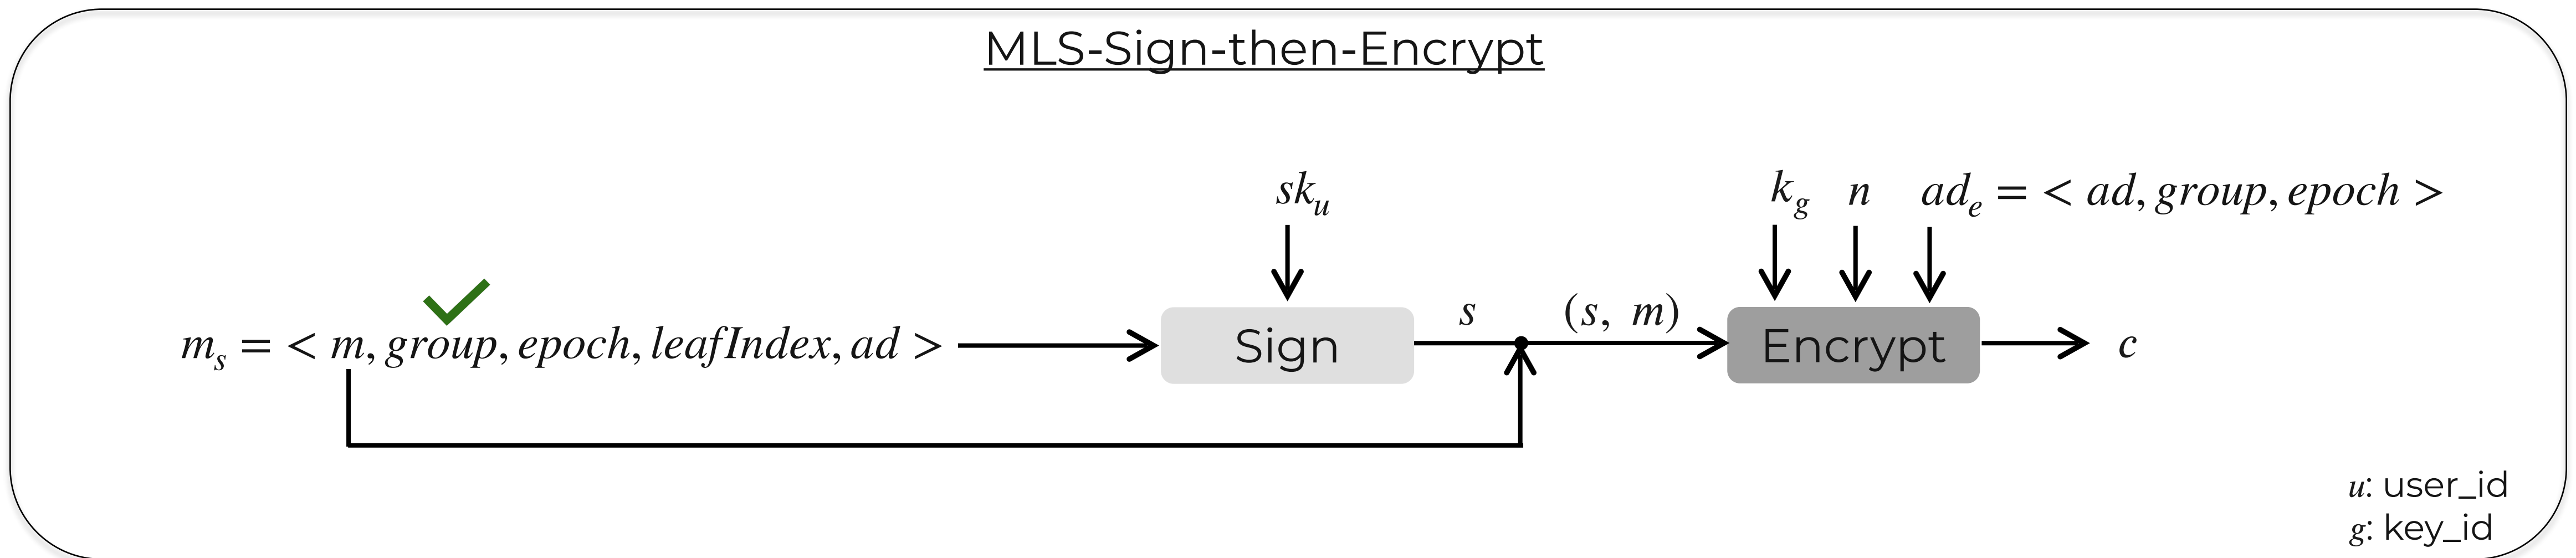 MLS-Sign-then-Encrypt
sk_u
k_g n ad_e = < ad, group, epoch >
m_s = < m, group, epoch, leafIndex, ad >
Sign
s
(s, m)
Encrypt
c
u: user_id
g: key_id